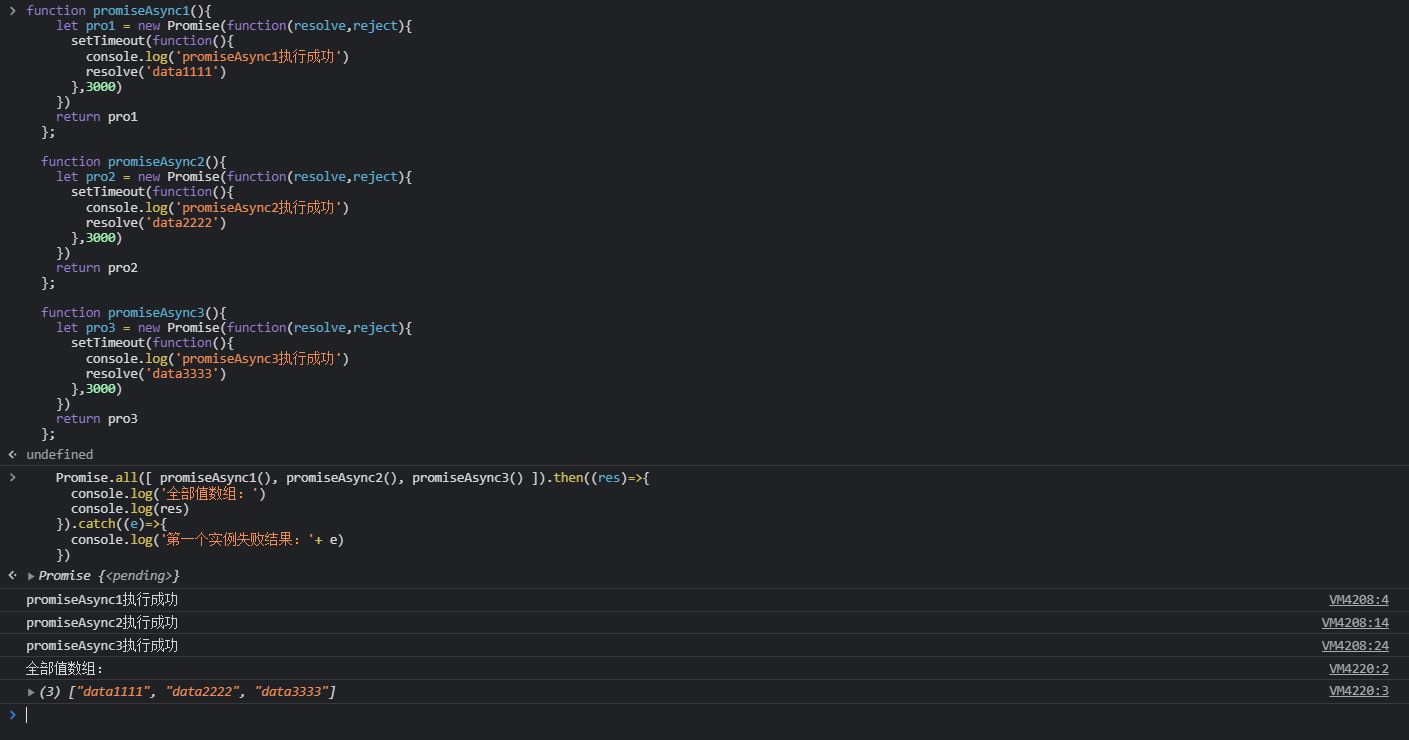 function promiseAsync1(){
let pro1 = new Promise(function(resolve,reject){
setTimeout(function(){
console.log('promiseAsync1执行成功')
resolve('data1111')
},3000)
})
return pro1
};
function promiseAsync2(){
let pro2 = new Promise(function(resolve,reject){
setTimeout(function(){
console.log('promiseAsync2执行成功')
resolve('data2222')
},3000)
})
return pro2
};
function promiseAsync3(){
let pro3 = new Promise(function(resolve,reject){
setTimeout(function(){
console.log('promiseAsync3执行成功')
resolve('data3333')
},3000)
})
return pro3
};
undefined
Promise.all([ promiseAsync1(), promiseAsync2(), promiseAsync3() ]).then((res)=>{
console.log('全部值数组：')
console.log(res)
}).catch((e)=>{
console.log('第一个实例失败结果：'+ e)
})
Promise {<pending>}
promiseAsync1执行成功 VM4208:4
promiseAsync2执行成功 VM4208:14
promiseAsync3执行成功 VM4208:24
全部值数组： VM4220:2
(3) ["data1111", "data2222", "data3333"] VM4220:3